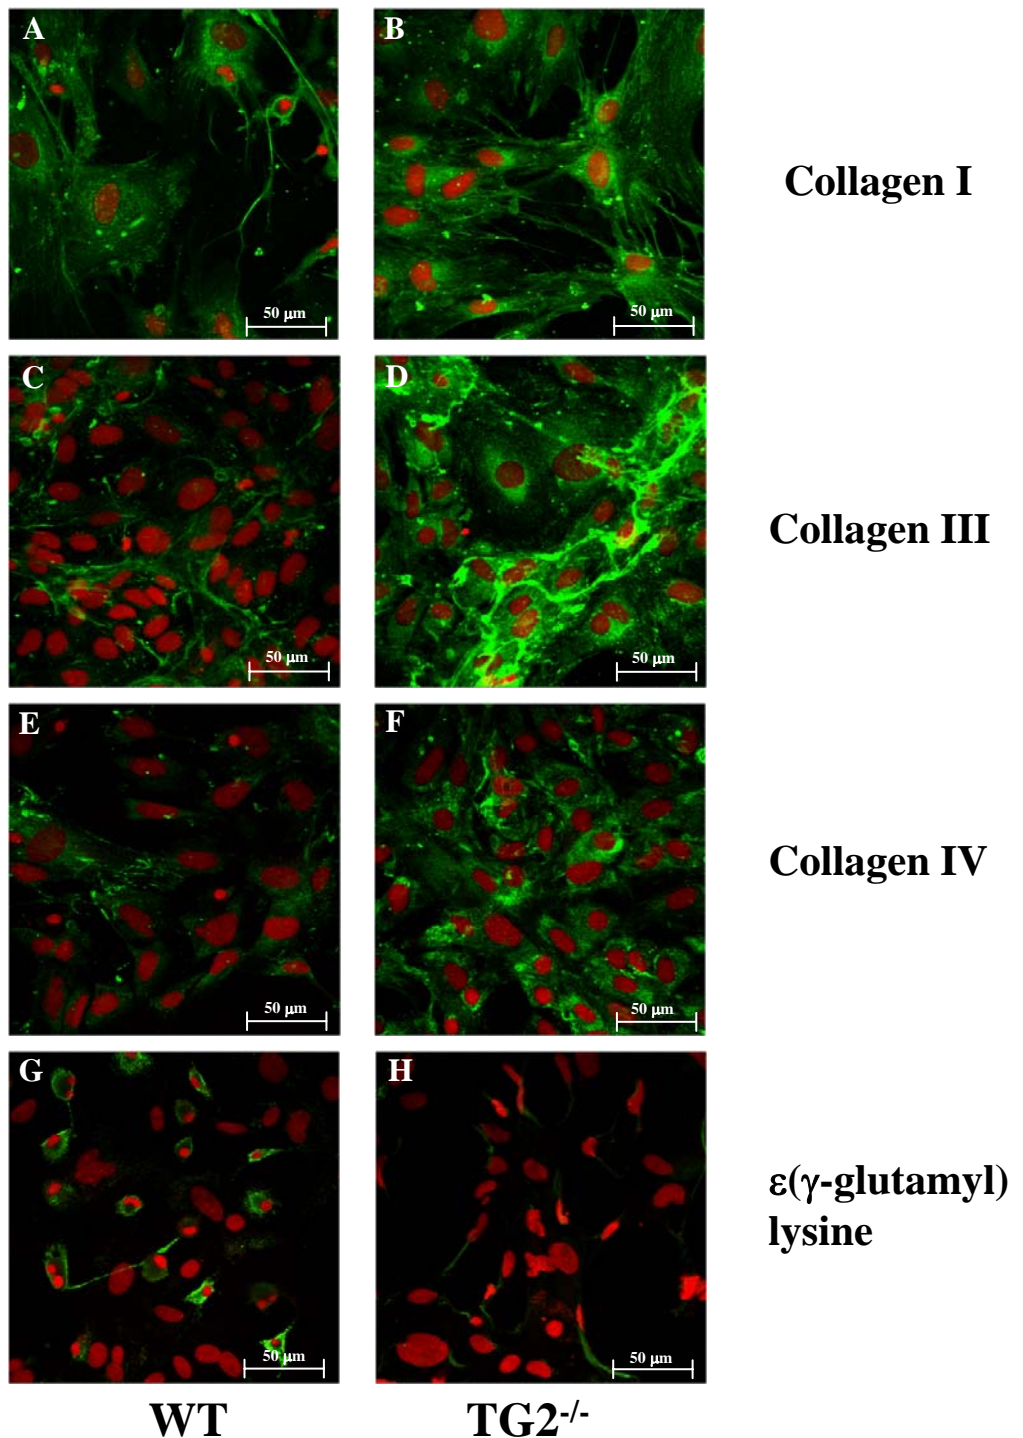 A
B
50 μm
50 μm
Collagen I
C
D
50 μm
50 μm
Collagen III
E
F
50 μm
50 μm
Collagen IV
G
H
50 μm
50 μm
ε(γ-glutamyl)
lysine
WT
TG2-/-